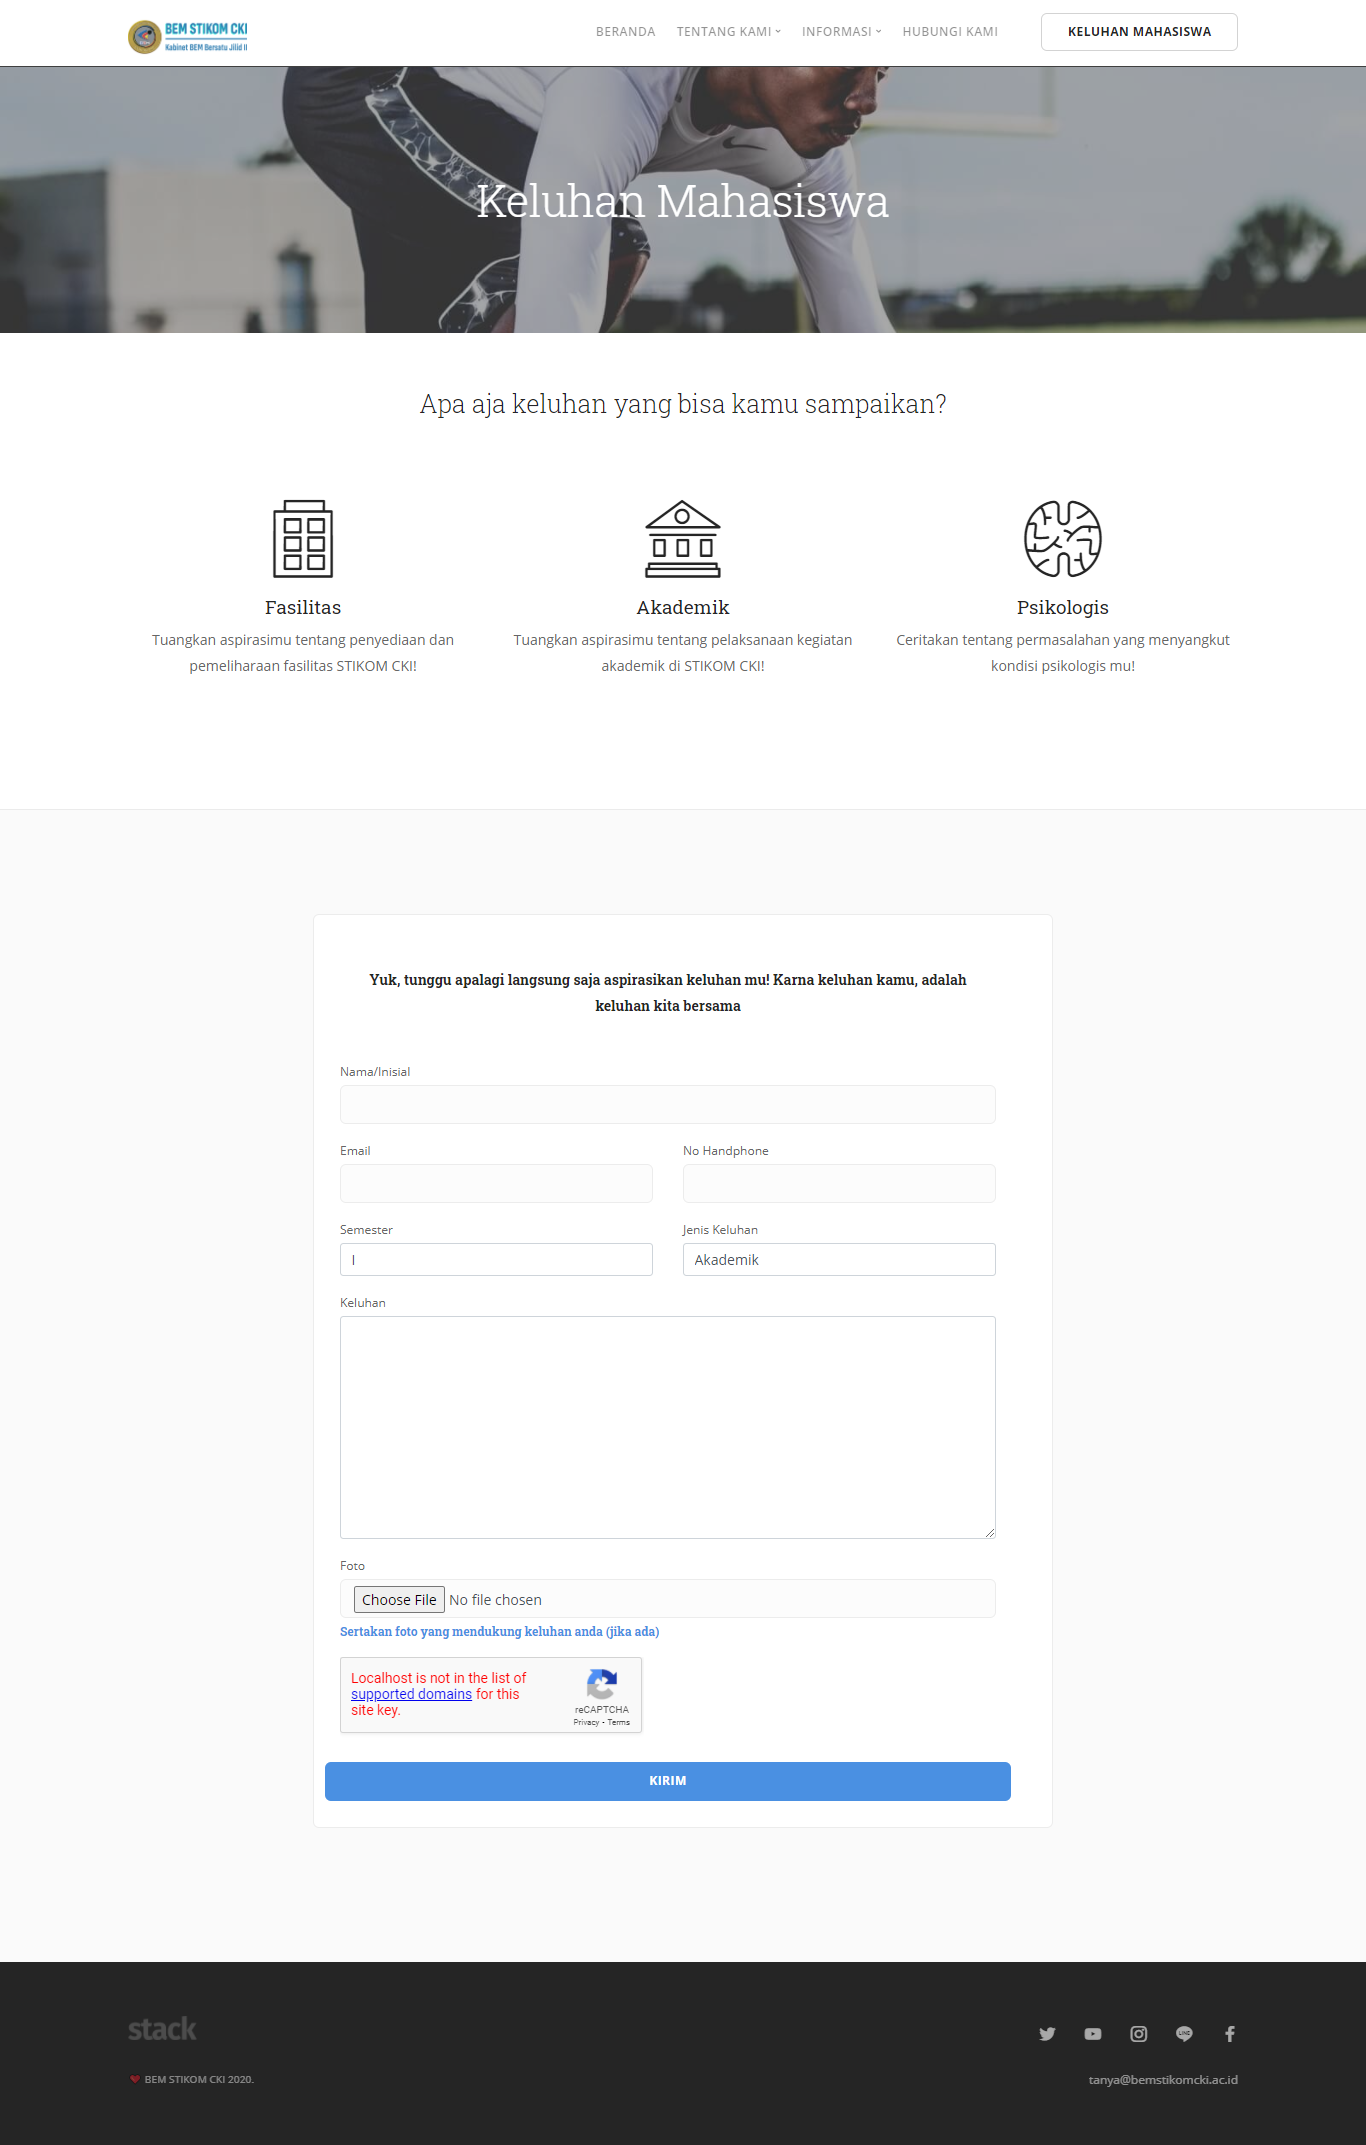 BEM STIKOM CKI
Kabinet BEM Bersatu Jilid II
BERANDA
TENTANG KAMI
INFORMASI
HUBUNGI KAMI
KELUHAN MAHASISWA
Keluhan Mahasiswa
Apa aja keluhan yang bisa kamu sampaikan?
Fasilitas
Tuangkan aspirasimu tentang penyediaan dan
pemeliharaan fasilitas STIKOM CKI!
Akademik
Tuangkan aspirasimu tentang pelaksanaan kegiatan
akademik di STIKOM CKI!
Psikologis
Ceritakan tentang permasalahan yang menyangkut
kondisi psikologis mu!
Yuk, tunggu apalagi langsung saja aspirasikan keluhan mu! Karna keluhan kamu, adalah
keluhan kita bersama
Nama/Inisial
Email
No Handphone
Semester
I
Jenis Keluhan
Akademik
Keluhan
Foto
Choose File No file chosen
Sertakan foto yang mendukung keluhan anda (jika ada)
Localhost is not in the list of
supported domains for this
site key.
reCAPTCHA
Privacy - Terms
KIRIM
stack
BEM STIKOM CKI 2020.
LINE
tanya@bemstikomcki.ac.id